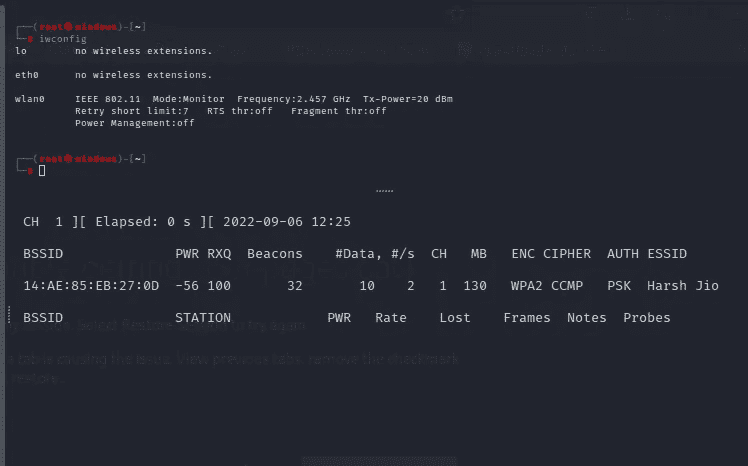 ┌──(root㉿windows)-[~]
└─# iwconfig
lo        no wireless extensions.
eth0      no wireless extensions.
wlan0     IEEE 802.11  Mode:Monitor  Frequency:2.457 GHz  Tx-Power=20 dBm
          Retry short limit:7   RTS thr:off   Fragment thr:off
          Power Management:off
┌──(root㉿windows)-[~]
└─#
CH  1 ][ Elapsed: 0 s ][ 2022-09-06 12:25
BSSID              PWR RXQ  Beacons    #Data, #/s  CH   MB   ENC CIPHER  AUTH ESSID
14:AE:85:EB:27:0D  -56 100       32       10    2   1  130   WPA2 CCMP   PSK  Harsh Jio
BSSID              STATION            PWR   Rate    Lost    Frames  Notes  Probes